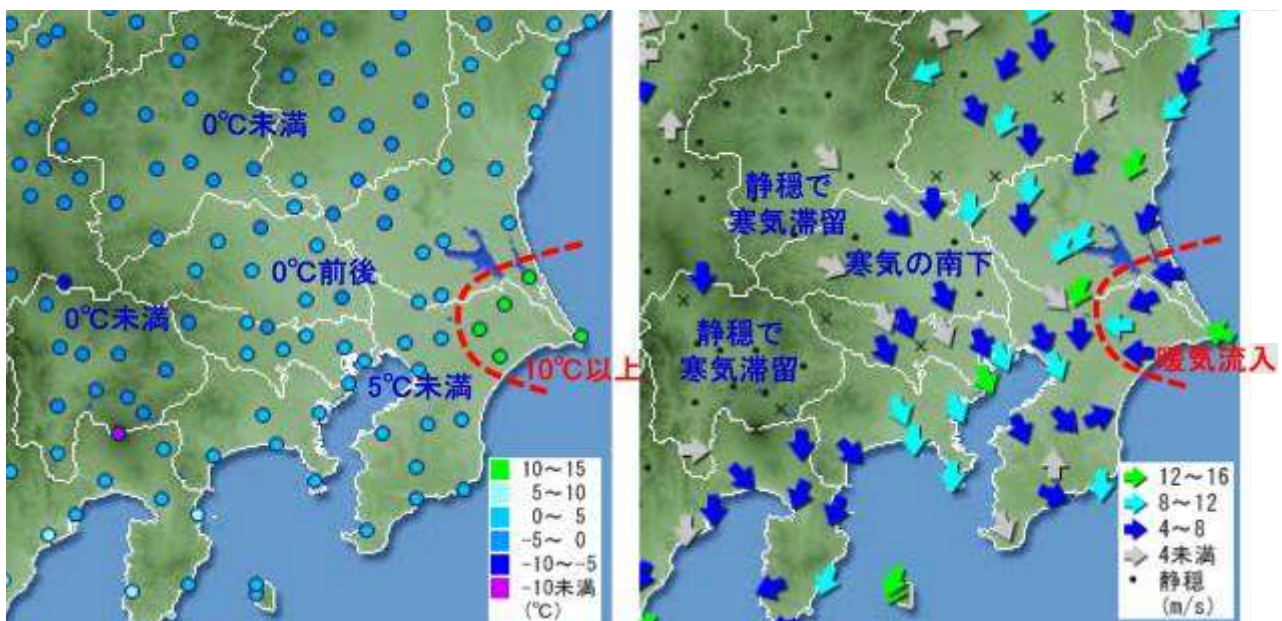 0℃未満
0℃前後
0℃未満
10℃以上
5℃未満
10～15
5～10
0～ 5
-5～ 0
-10～-5
-10未満
(℃)
静穏で
寒気滞留
寒気の南下
静穏で
寒気滞留
暖気流入
12～16
8～12
4～8
4未満
静穏
(m/s)